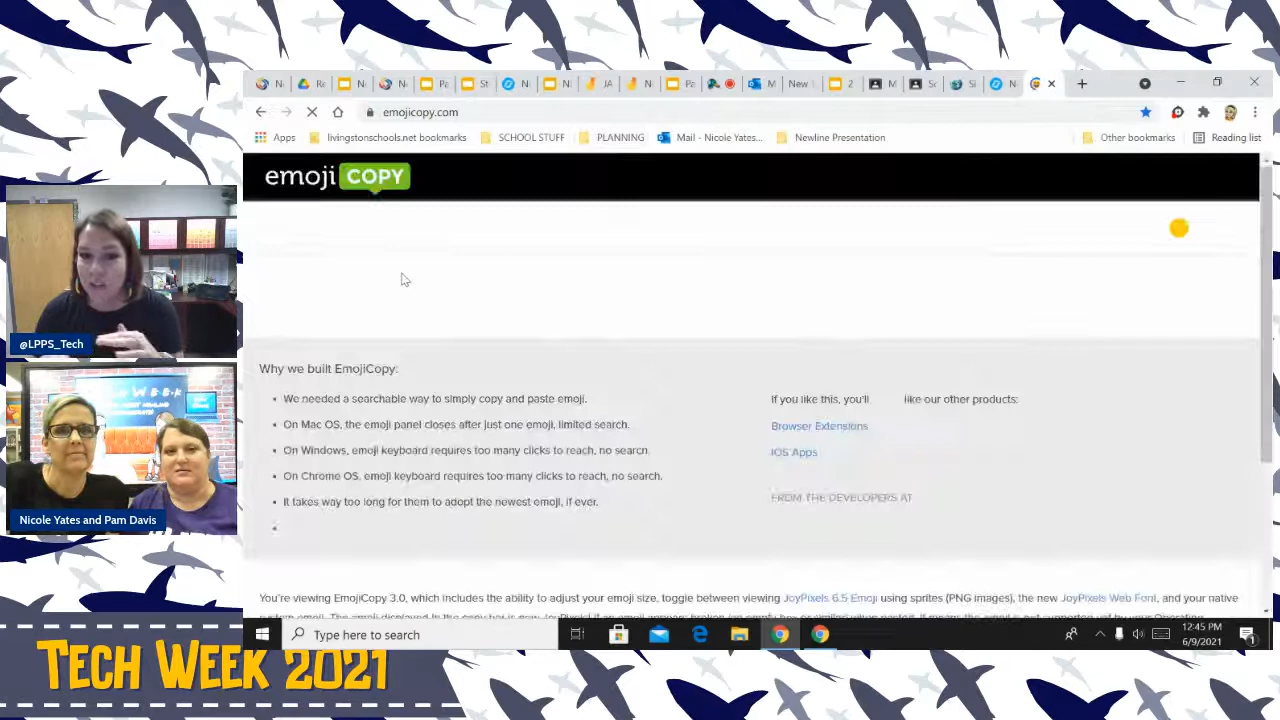 emojicopy.com
Apps livingstonschools.net bookmarks SCHOOL STUFF PLANNING Mail - Nicole Yates... Newline Presentation Other bookmarks Reading list
emoji COPY
@LPPS_Tech
Nicole Yates and Pam Davis
Why we built EmojiCopy:
We needed a searchable way to simply copy and paste emoji.
On Mac OS, the emoji panel closes after just one emoji, limited search.
On Windows, emoji keyboard requires too many clicks to reach, no search.
On Chrome OS, emoji keyboard requires too many clicks to reach, no search.
It takes way too long for them to adopt the newest emoji, if ever.
If you like this, you'll like our other products:
Browser Extensions
iOS Apps
FROM THE DEVELOPERS AT
You're viewing EmojiCopy 3.0, which includes the ability to adjust your emoji size, toggle between viewing JoyPixels 6.5 Emoji using sprites (PNG images), the new JoyPixels Web Font, and your native
Type here to search
12:45 PM
6/9/2021
TECH WEEK 2021